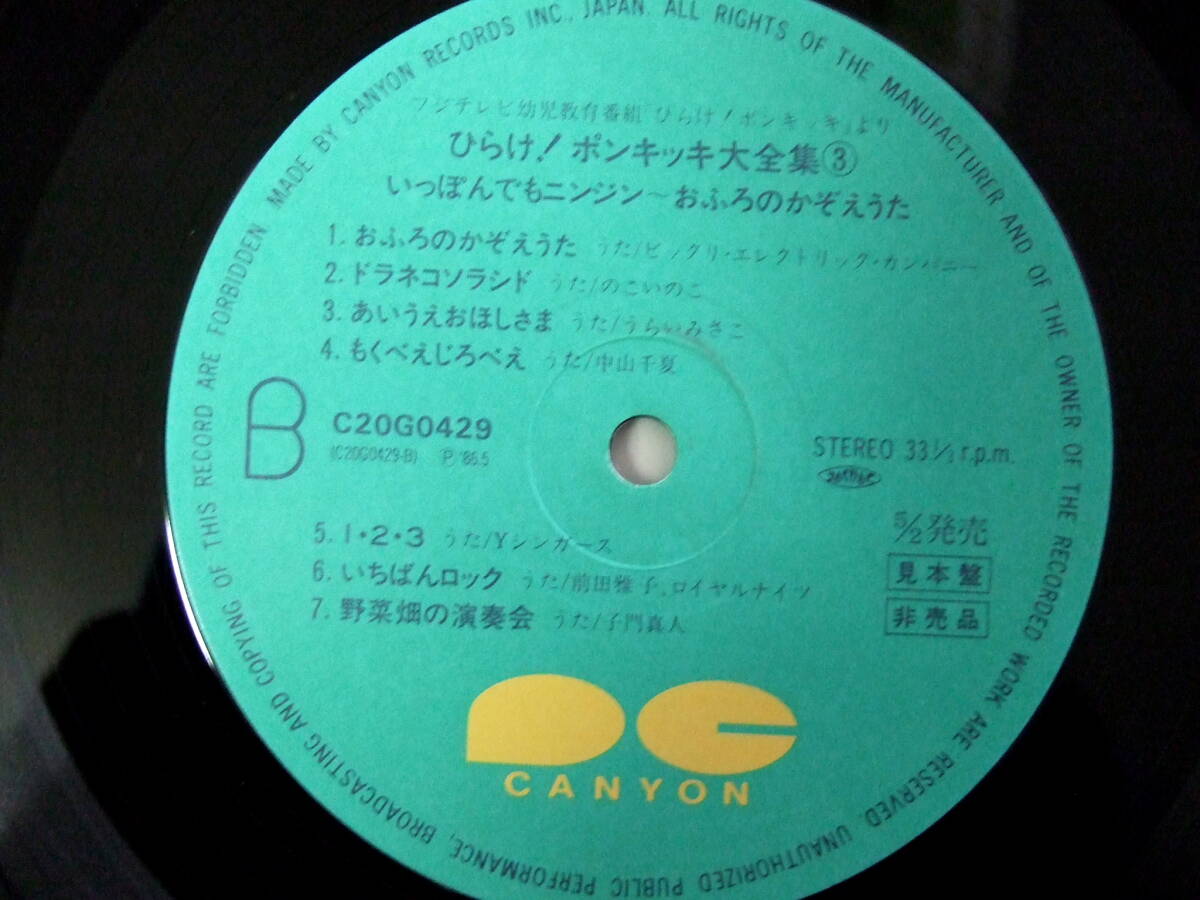 MADE BY CANYON RECORDS INC., JAPAN. ALL RIGHTS OF THE MANUFACTURER AND OF THE OWNER OF THE RECORDED WORK ARE RESERVED. UNAUTHORIZED PUBLIC PERFORMANCE, BROADCASTING AND COPYING OF THIS RECORD ARE FORBIDDEN.
フジテレビ幼児教育番組「ひらけ!ポンキッキ」より
ひらけ!ポンキッキ大全集③
いっぽんでもニンジン〜おふろのかぞえうた
1. おふろのかぞえうた うた/ビックリ・エレクトリック・カンパニー
2. ドラネコソラシド うた/のこいのこ
3. あいうえおほしさま うた/うらいみさこ
4. もくべえじろべえ うた/中山千夏
B
C20G0429
(C20G0429-B) Ⓟ '86.5
STEREO 33 1/3 r.p.m.
5. 1・2・3 うた/Yシンガーズ
6. いちばんロック うた/前田雅子、ロイヤルナイツ
7. 野菜畑の演奏会 うた/子門真人
5/2発売
見本盤
非売品
CANYON